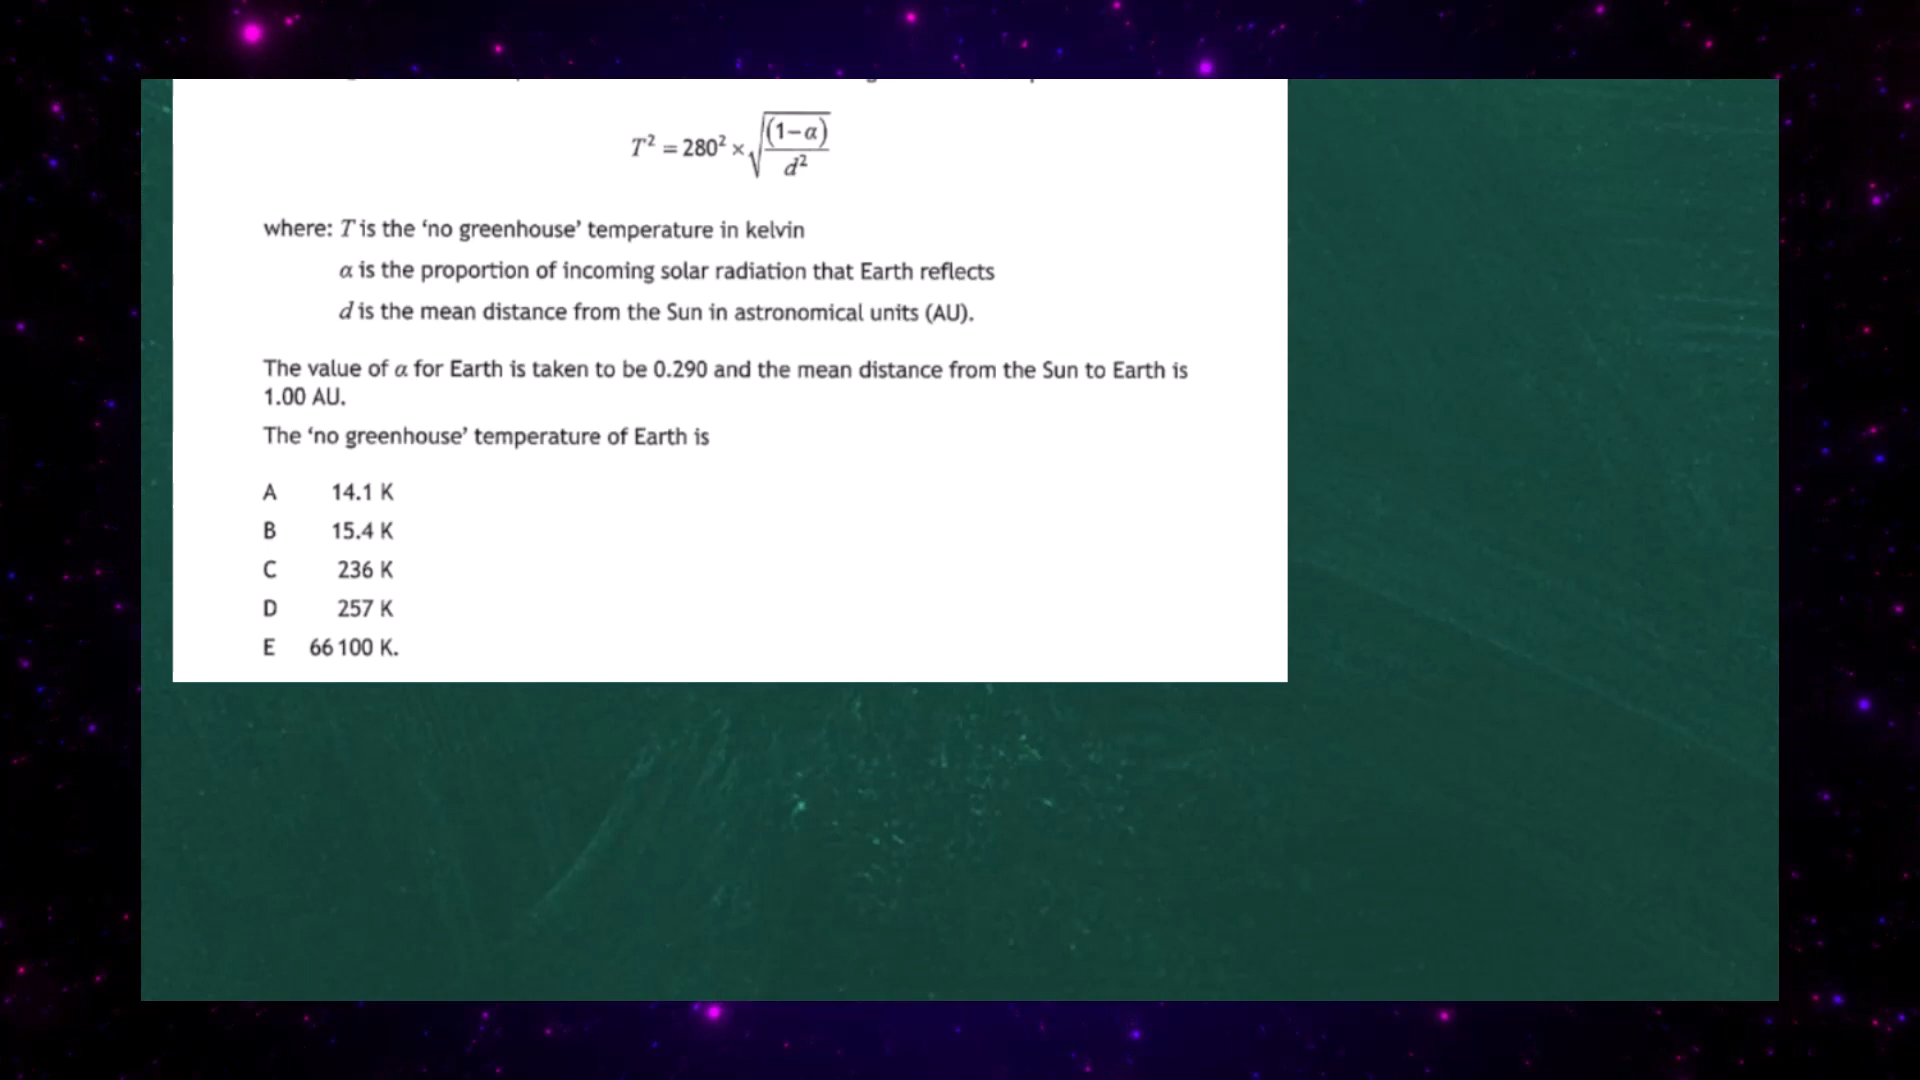 T² = 280² × √((1−α)/d²)
where: T is the ‘no greenhouse’ temperature in kelvin
α is the proportion of incoming solar radiation that Earth reflects
d is the mean distance from the Sun in astronomical units (AU).
The value of α for Earth is taken to be 0.290 and the mean distance from the Sun to Earth is
1.00 AU.
The ‘no greenhouse’ temperature of Earth is
A 14.1 K
B 15.4 K
C 236 K
D 257 K
E 66 100 K.